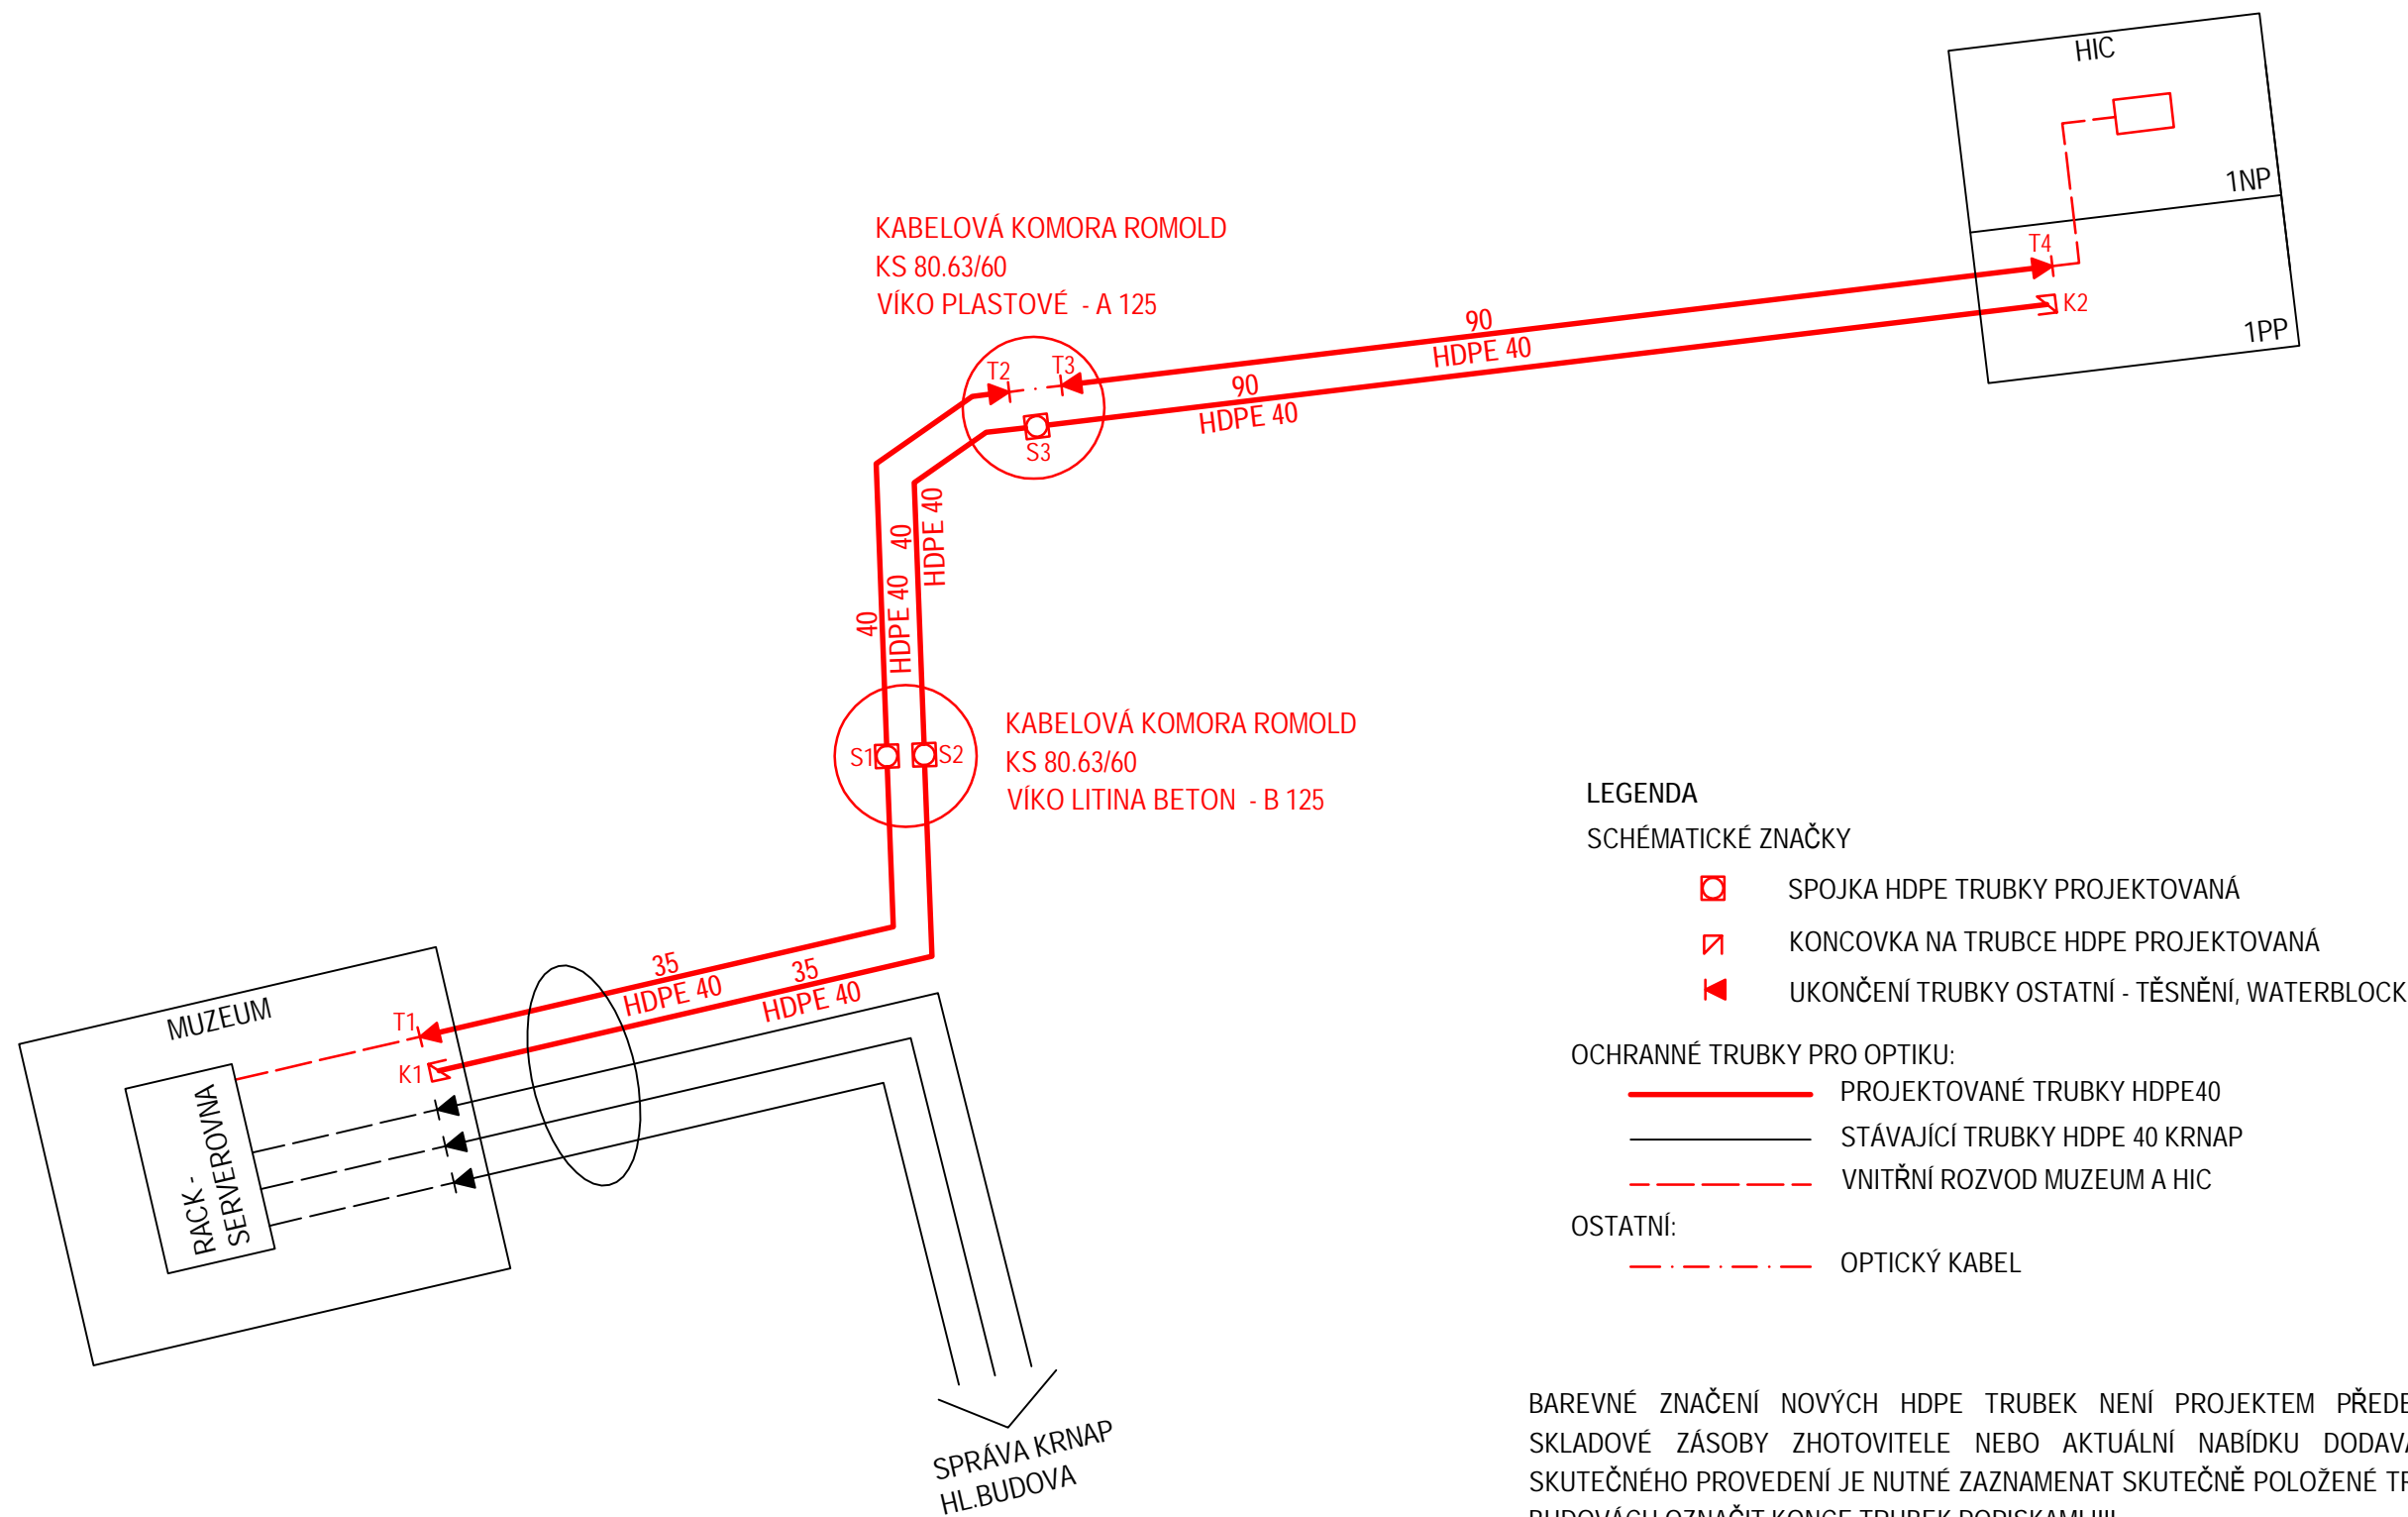 HIC
1NP
T4
K2
1PP
KABELOVÁ KOMORA ROMOLD
KS 80.63/60
VÍKO PLASTOVÉ - A 125
T2
T3
S3
90
HDPE 40
90
HDPE 40
40
HDPE 40
40
HDPE 40
S1
S2
KABELOVÁ KOMORA ROMOLD
KS 80.63/60
VÍKO LITINA BETON - B 125
35
HDPE 40
35
HDPE 40
MUZEUM
T1
K1
RACK -
SERVEROVNA
SPRÁVA KRNAP
HL.BUDOVA
LEGENDA
SCHÉMATICKÉ ZNAČKY
SPOJKA HDPE TRUBKY PROJEKTOVANÁ
KONCOVKA NA TRUBCE HDPE PROJEKTOVANÁ
UKONČENÍ TRUBKY OSTATNÍ - TĚSNĚNÍ, WATERBLOCK
OCHRANNÉ TRUBKY PRO OPTIKU:
PROJEKTOVANÉ TRUBKY HDPE40
STÁVAJÍCÍ TRUBKY HDPE 40 KRNAP
VNITŘNÍ ROZVOD MUZEUM A HIC
OSTATNÍ:
OPTICKÝ KABEL
BAREVNÉ ZNAČENÍ NOVÝCH HDPE TRUBEK NENÍ PROJEKTEM
SKLADOVÉ ZÁSOBY ZHOTOVITELE NEBO AKTUÁLNÍ NABÍDKU
SKUTEČNÉHO PROVEDENÍ JE NUTNÉ ZAZNAMENAT SKUTEČNĚ POLOŽENÉ
BUDOVÁCH OZNAČIT KONCE TRUBEK POPISKAMI !!!!